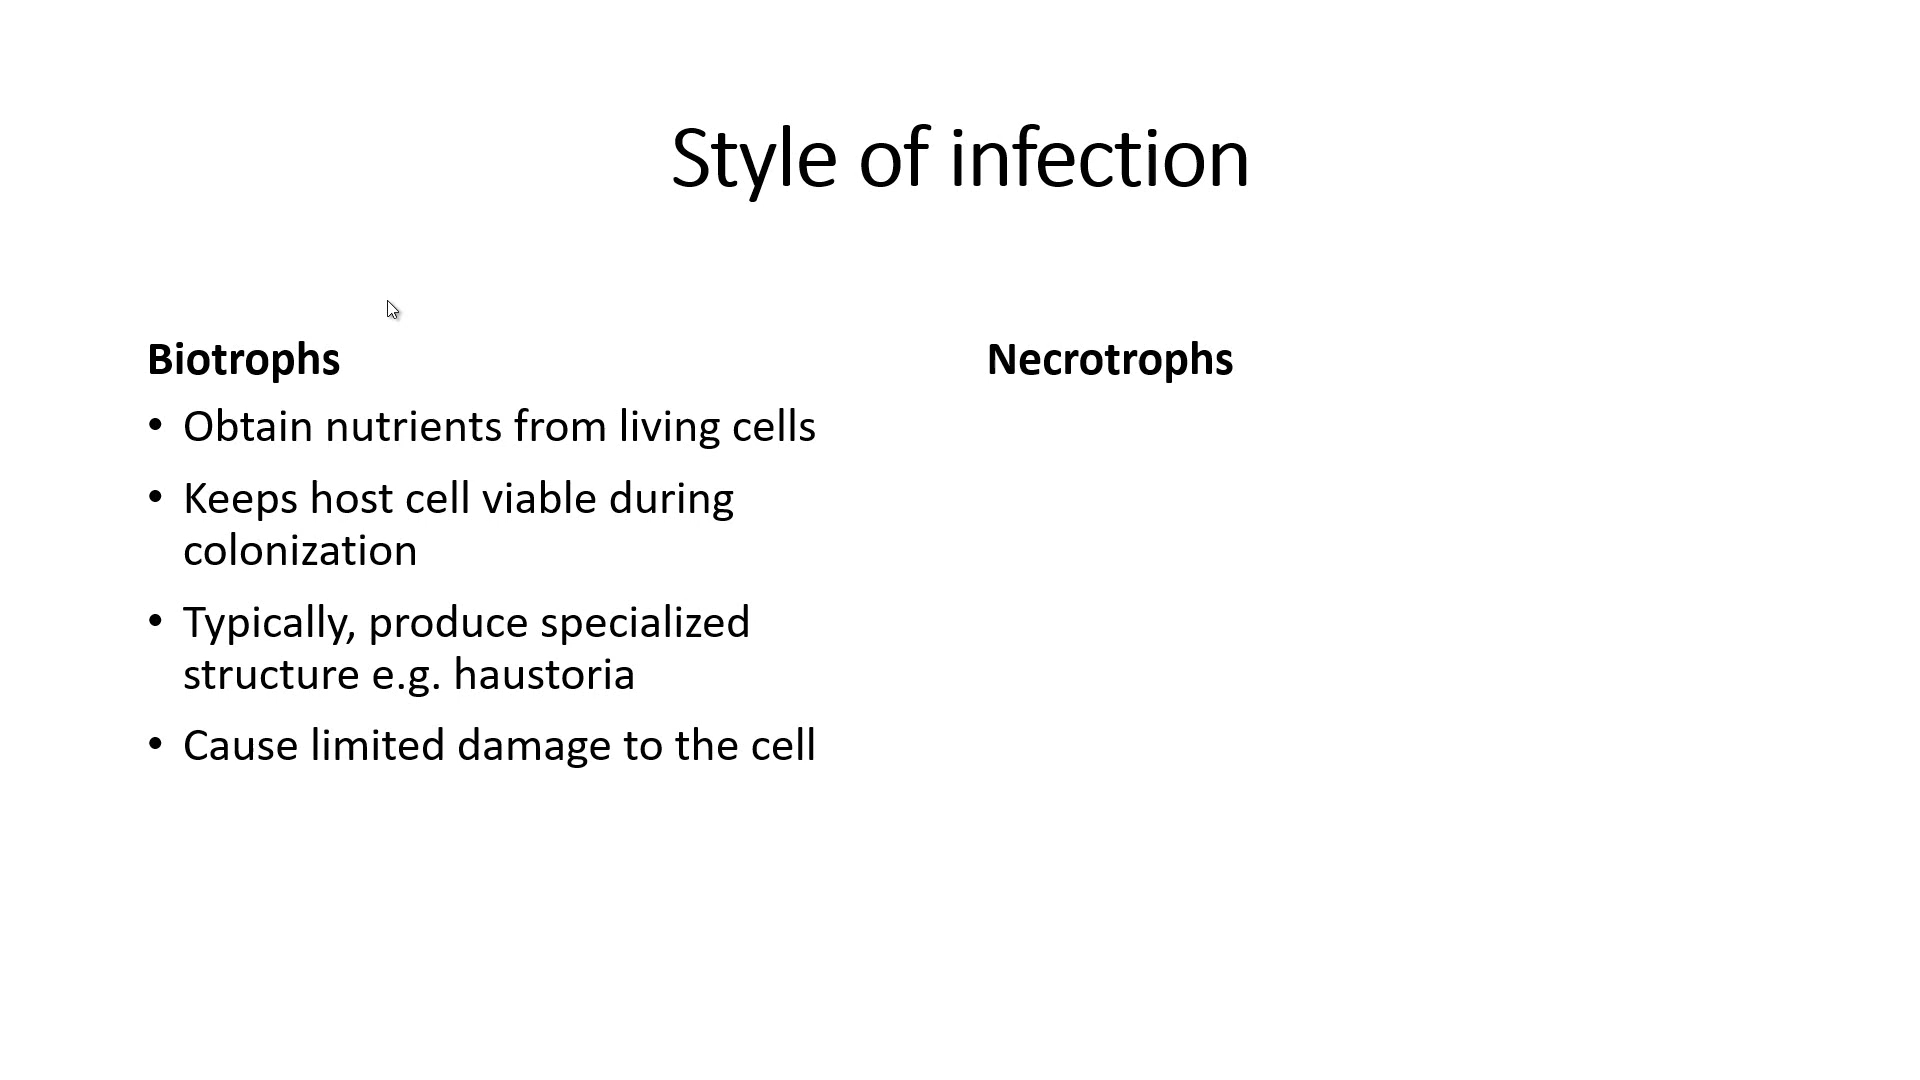 Style of infection
Biotrophs
• Obtain nutrients from living cells
• Keeps host cell viable during
colonization
• Typically, produce specialized
structure e.g. haustoria
• Cause limited damage to the cell
Necrotrophs